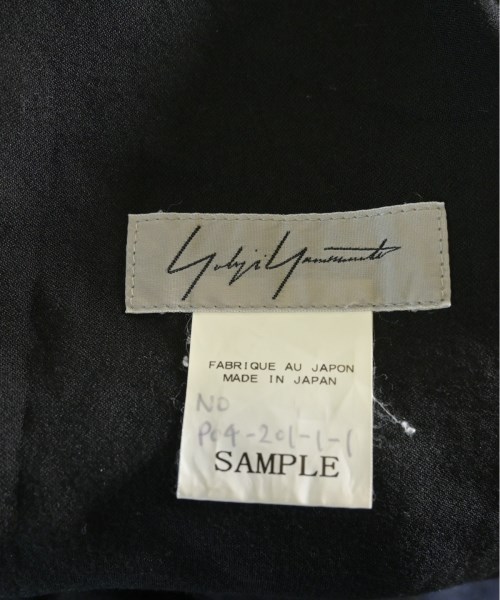 Yohji Yamamoto
FABRIQUE AU JAPON
MADE IN JAPAN
NO
P04-201-1-1
SAMPLE